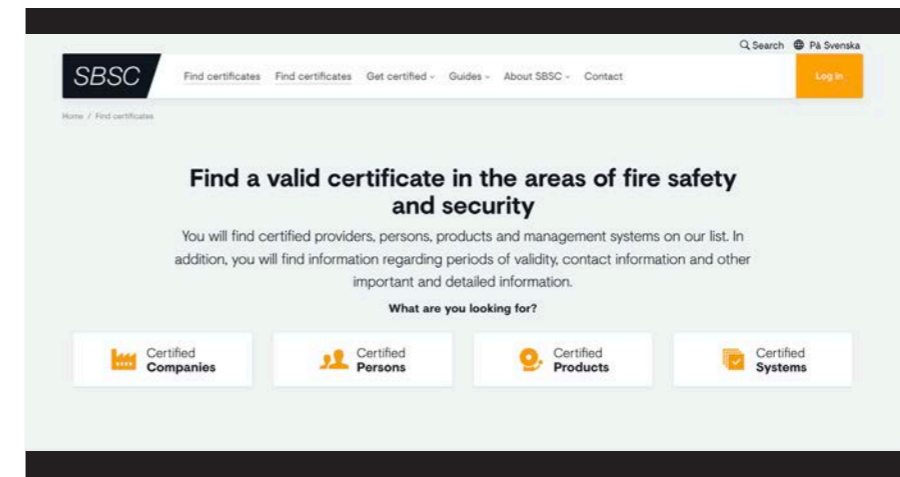 Search På Svenska
SBSC Find certificates Find certificates Get certified Guides About SBSC Contact Log in
Home / Find certificates
Find a valid certificate in the areas of fire safety
and security
You will find certified providers, persons, products and management systems on our list. In
addition, you will find information regarding periods of validity, contact information and other
important and detailed information.
What are you looking for?
Certified
Companies
Certified
Persons
Certified
Products
Certified
Systems